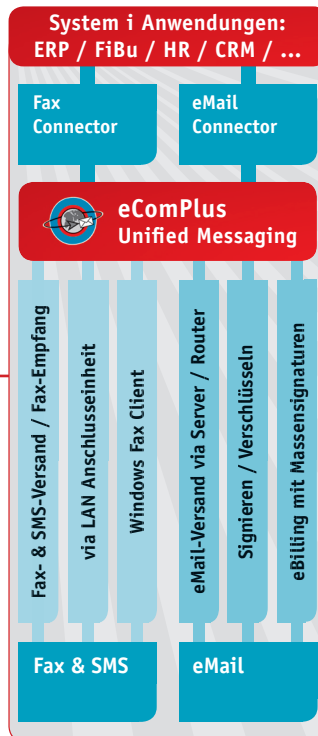 System i Anwendungen:
ERP / FiBu / HR / CRM / ...
Fax
Connector
eMail
Connector
eComPlus
Unified Messaging
Fax- & SMS-Versand / Fax-Empfang
via LAN Anschlusseinheit
Windows Fax Client
eMail-Versand via Server / Router
Signieren / Verschlüsseln
eBilling mit Massensignaturen
Fax & SMS
eMail